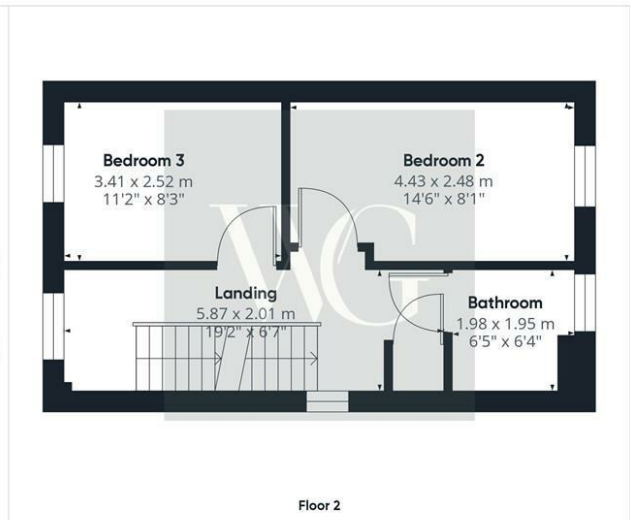 Bedroom 3
3.41 x 2.52 m
11'2" x 8'3"
Bedroom 2
4.43 x 2.48 m
14'6" x 8'1"
WG
Landing
5.87 x 2.01 m
19'2" x 6'7"
Bathroom
1.98 x 1.95 m
6'5" x 6'4"
Floor 2